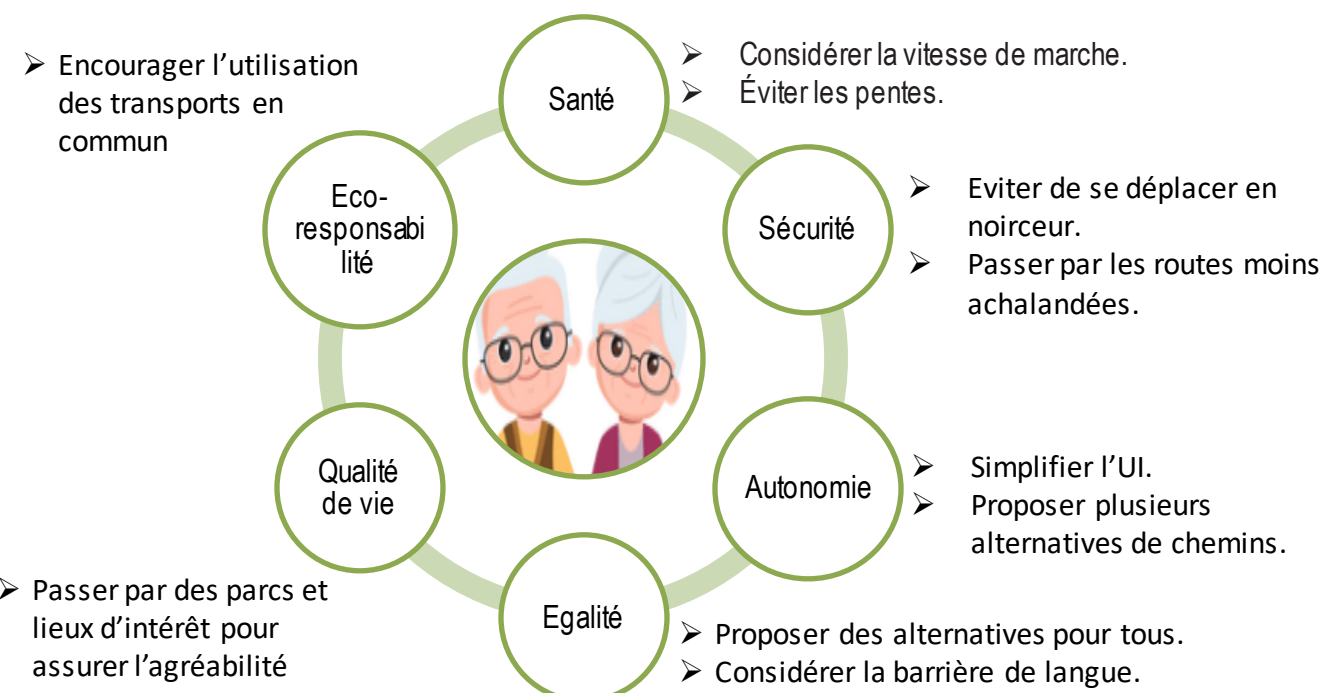 ➢ Encourager l’utilisation
des transports en
commun
Santé
➢ Considérer la vitesse de marche.
➢ Éviter les pentes.
Eco-
responsabi
lité
Sécurité
➢ Eviter de se déplacer en
noirceur.
➢ Passer par les routes moins
achalandées.
Qualité
de vie
Autonomie
➢ Simplifier l’UI.
➢ Proposer plusieurs
alternatives de chemins.
➢ Passer par des parcs et
lieux d’intérêt pour
assurer l’agréabilité
Egalité
➢ Proposer des alternatives pour tous.
➢ Considérer la barrière de langue.